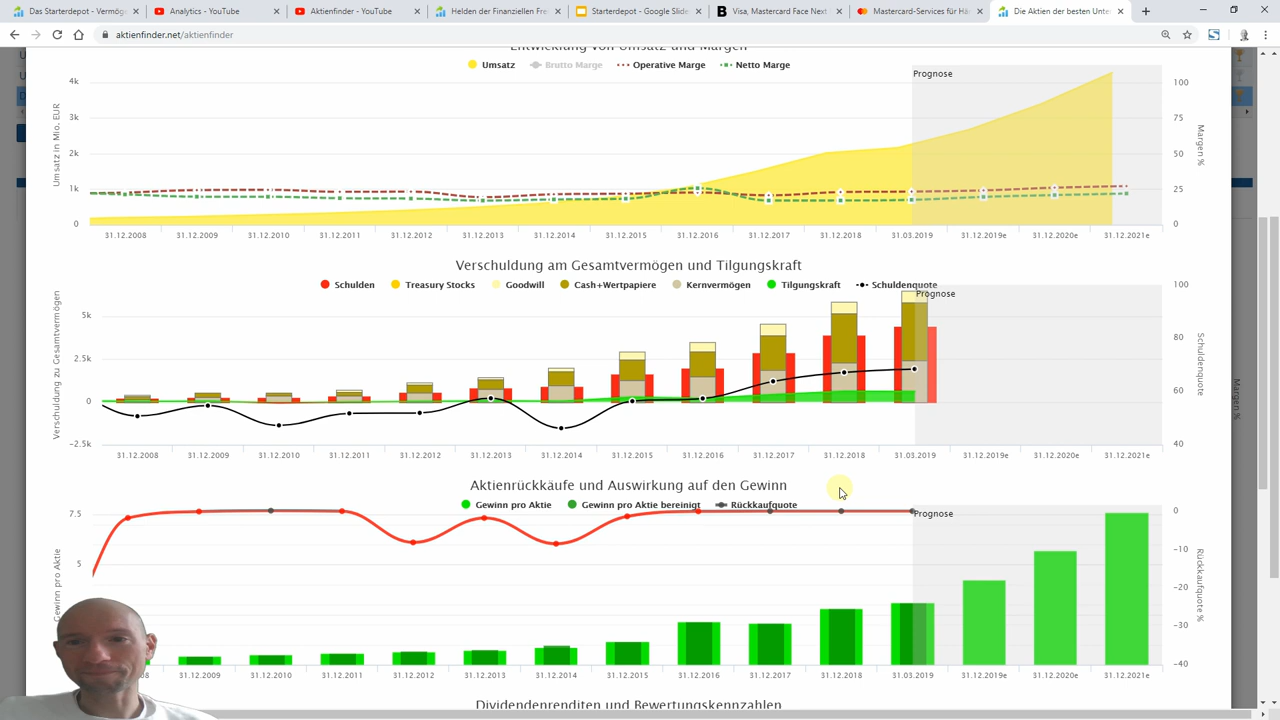 Das Starterdepot - Vermög
Analytics - YouTube
Aktienfinder - YouTube
Helden der Finanziellen Fre
Starterdepot - Google Slide
Visa, Mastercard Face Next
Mastercard-Services für Hä
Die Aktien der besten Unter
aktienfinder.net/aktienfinder
Entwicklung von Umsatz und Margen
Umsatz Brutto Marge Operative Marge Netto Marge
Prognose
4k
3k
2k
1k
0
Umsatz in Mio. EUR
100
75
50
25
0
Margen %
31.12.2008 31.12.2009 31.12.2010 31.12.2011 31.12.2012 31.12.2013 31.12.2014 31.12.2015 31.12.2016 31.12.2017 31.12.2018 31.03.2019 31.12.2019e 31.12.2020e 31.12.2021e
Verschuldung am Gesamtvermögen und Tilgungskraft
Schulden Treasury Stocks Goodwill Cash+Wertpapiere Kernvermögen Tilgungskraft Schuldenquote
Prognose
5k
2.5k
0
-2.5k
Verschuldung zu Gesamtvermögen
100
80
60
40
Schuldenquote
Margen %
31.12.2008 31.12.2009 31.12.2010 31.12.2011 31.12.2012 31.12.2013 31.12.2014 31.12.2015 31.12.2016 31.12.2017 31.12.2018 31.03.2019 31.12.2019e 31.12.2020e 31.12.2021e
Aktienrückkäufe und Auswirkung auf den Gewinn
Gewinn pro Aktie Gewinn pro Aktie bereinigt Rückkaufquote
Prognose
7.5
5
Gewinn pro Aktie
0
-10
-20
-30
-40
Rückkaufquote %
08 31.12.2009 31.12.2010 31.12.2011 31.12.2012 31.12.2013 31.12.2014 31.12.2015 31.12.2016 31.12.2017 31.12.2018 31.03.2019 31.12.2019e 31.12.2020e 31.12.2021e
Dividendenrenditen und Bewertungskennzahlen